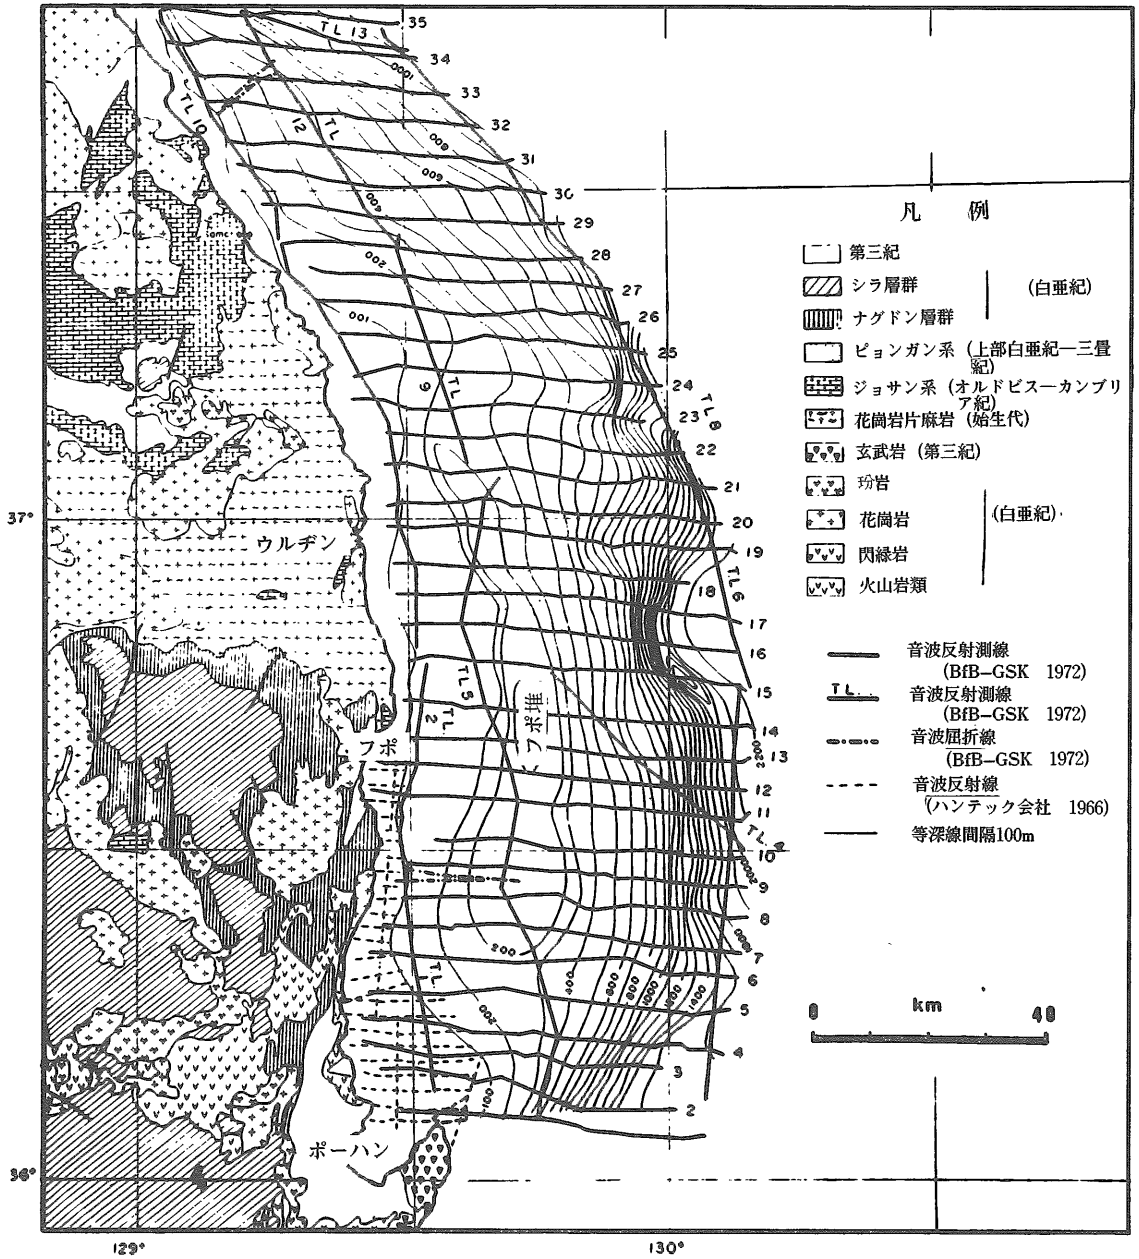 35
TL 13
34
1000
33
TL 10
32
TL
12
800
31
600
30
400
29
200
28
27
100
26
25
TL
9
24
TL 8
23
22
21
37°
20
19
ウルヂン
TL 6
18
17
16
TL 5
15
フポ堆
TL
2
14
フポ
2200
13
12
11
TL
10
2000
9
8
200
7
400
800
800
1000
1400
6
TL
200
5
4
3
100
2
ポーハン
36°
129°
130°
凡 例
第三紀
シラ層群
(白亜紀)
ナグドン層群
ピョンガン系 (上部白亜紀—三畳
紀)
ジョサン系 (オルドビス—カンブリ
ア紀)
花崗岩片麻岩 (始生代)
玄武岩 (第三紀)
玢岩
花崗岩
(白亜紀)
閃緑岩
火山岩類
音波反射測線
(BfB–GSK 1972)
TL.
音波反射測線
(BfB–GSK 1972)
音波屈折線
(BfB–GSK 1972)
音波反射線
(ハンテック会社 1966)
等深線間隔100m
0 km 40